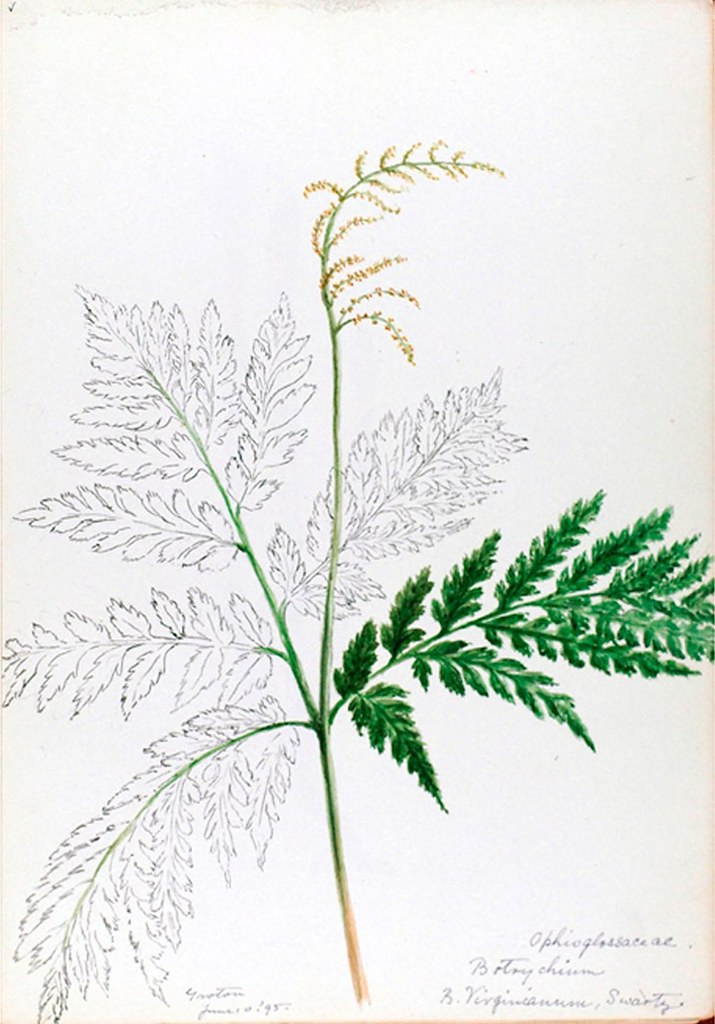 Ophioglossaceae.
Botrychium
B. Virginianum, Swartz.
Groton
June 10. '95.